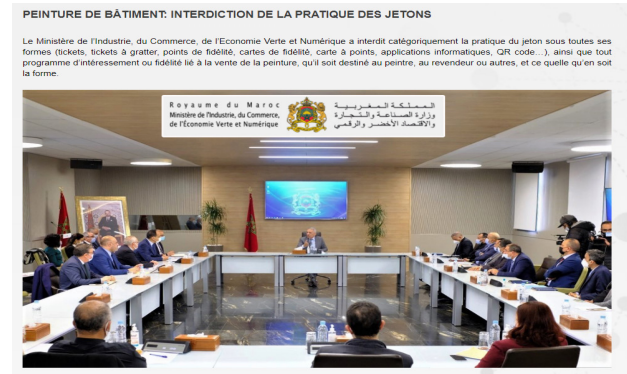 PEINTURE DE BÂTIMENT: INTERDICTION DE LA PRATIQUE DES JETONS
Le Ministère de l'Industrie, du Commerce, de l'Economie Verte et Numérique a interdit catégoriquement la pratique du jeton sous toutes ses
formes (tickets, tickets à gratter, points de fidélité, cartes de fidélité, carte à points, applications informatiques, QR code…), ainsi que tout
programme d'intéressement ou fidélité lié à la vente de la peinture, qu'il soit destiné au peintre, au revendeur ou autres, et ce quelle qu'en soit
la forme.
Royaume du Maroc
Ministère de l'Industrie, du Commerce,
de l'Économie Verte et Numérique
المملكة المغربية
وزارة الصناعة والتجارة
والاقتصاد الأخضر والرقمي